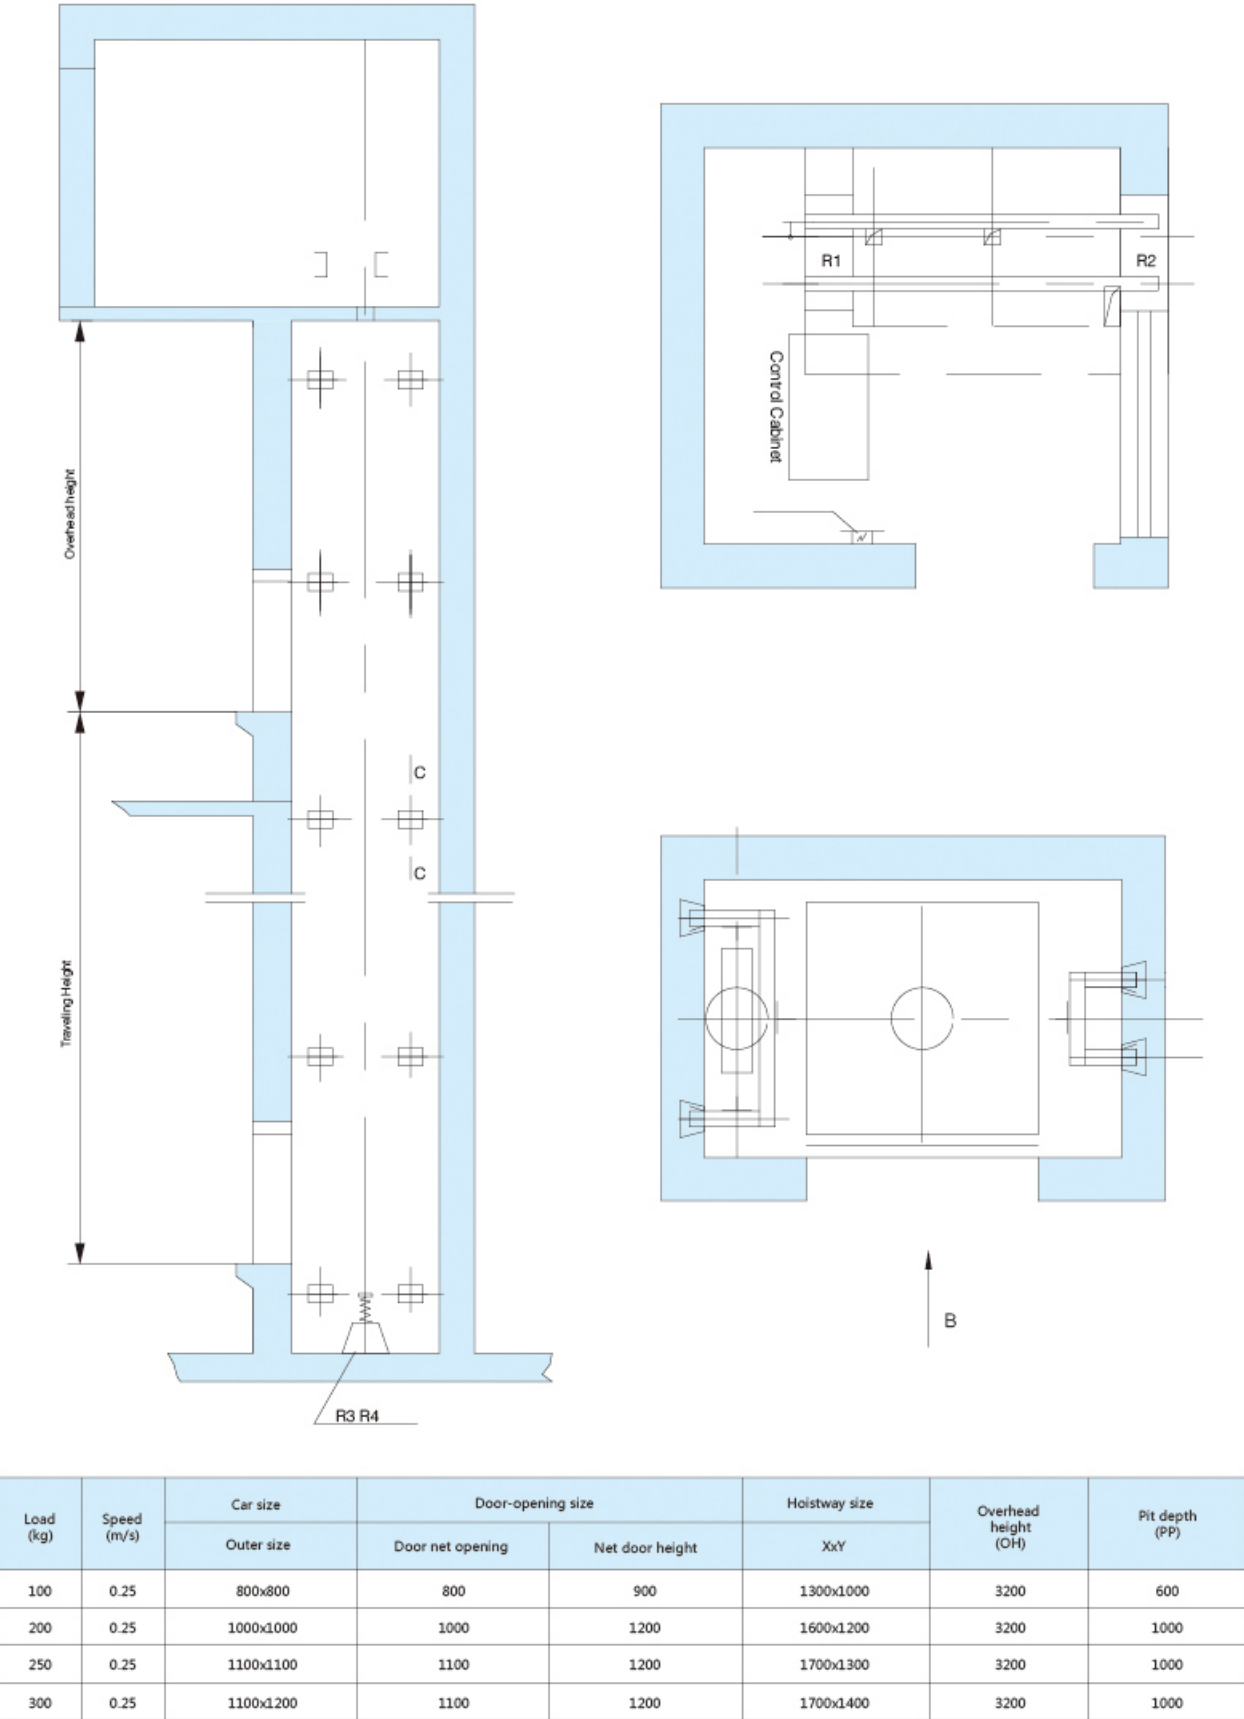 R1
R2
Control Cabinet
Overhead height
C
C
Traveling Height
B
R3 R4
Load (kg) Speed (m/s) Car size Door-opening size Hoistway size Overhead height (OH) Pit depth (PP)
Outer size Door net opening Net door height XxY
100 0.25 800x800 800 900 1300x1000 3200 600
200 0.25 1000x1000 1000 1200 1600x1200 3200 1000
250 0.25 1100x1100 1100 1200 1700x1300 3200 1000
300 0.25 1100x1200 1100 1200 1700x1400 3200 1000